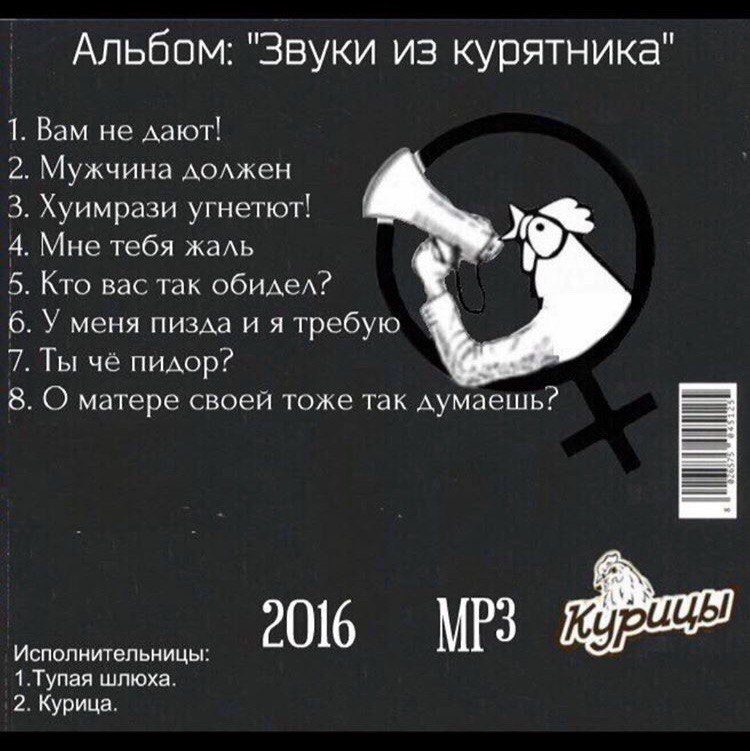 Альбом: "Звуки из курятника"
1. Вам не дают!
2. Мужчина должен
3. Хуимрази угнетют!
4. Мне тебя жаль
5. Кто вас так обидел?
6. У меня пизда и я требую
7. Ты чё пидор?
8. О матере своей тоже так думаешь?
2016
MP3
Курицы
Исполнительницы:
1.Тупая шлюха.
2. Курица.